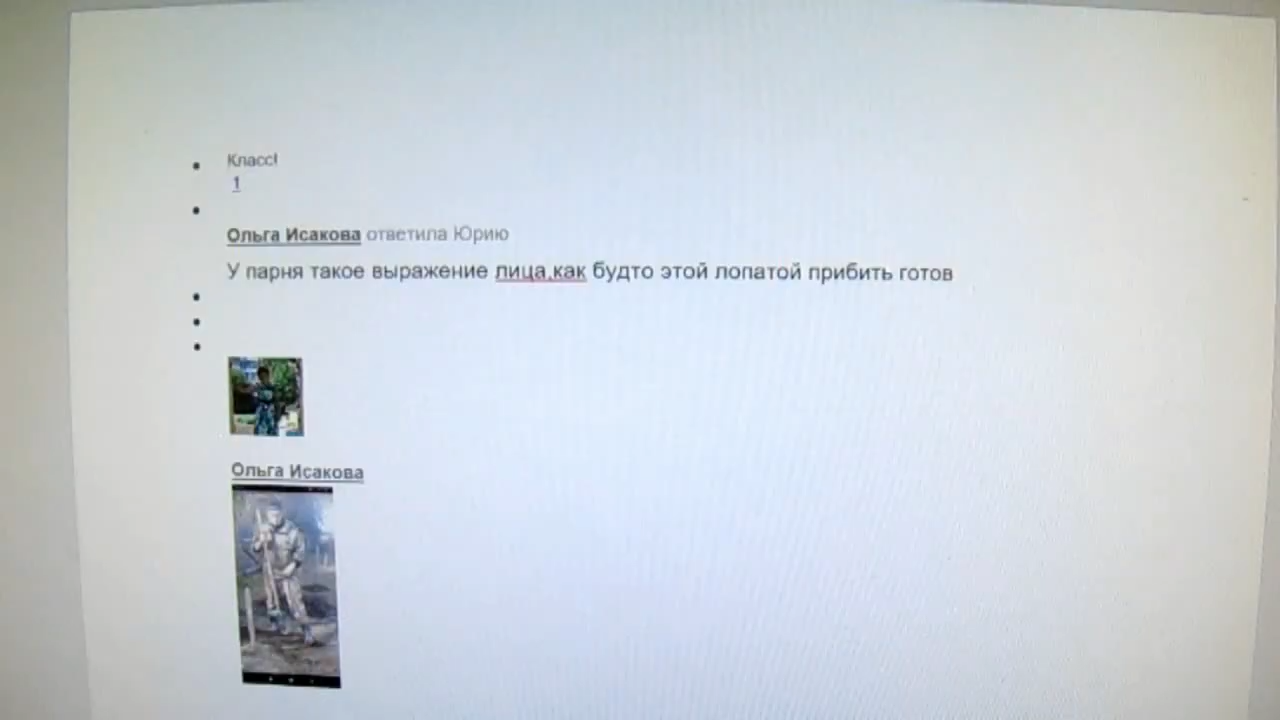 Класс!
1
Ольга Исакова ответила Юрию
У парня такое выражение лица,как будто этой лопатой прибить готов
Ольга Исакова